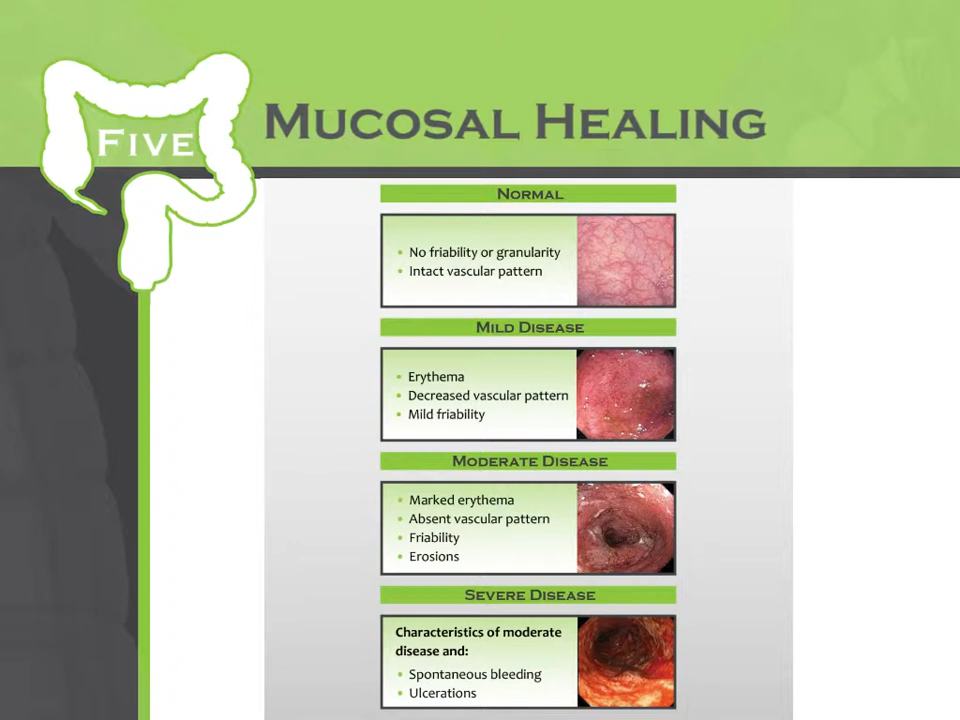 FIVE
MUCOSAL HEALING
NORMAL
• No friability or granularity
• Intact vascular pattern
MILD DISEASE
• Erythema
• Decreased vascular pattern
• Mild friability
MODERATE DISEASE
• Marked erythema
• Absent vascular pattern
• Friability
• Erosions
SEVERE DISEASE
Characteristics of moderate
disease and:
• Spontaneous bleeding
• Ulcerations